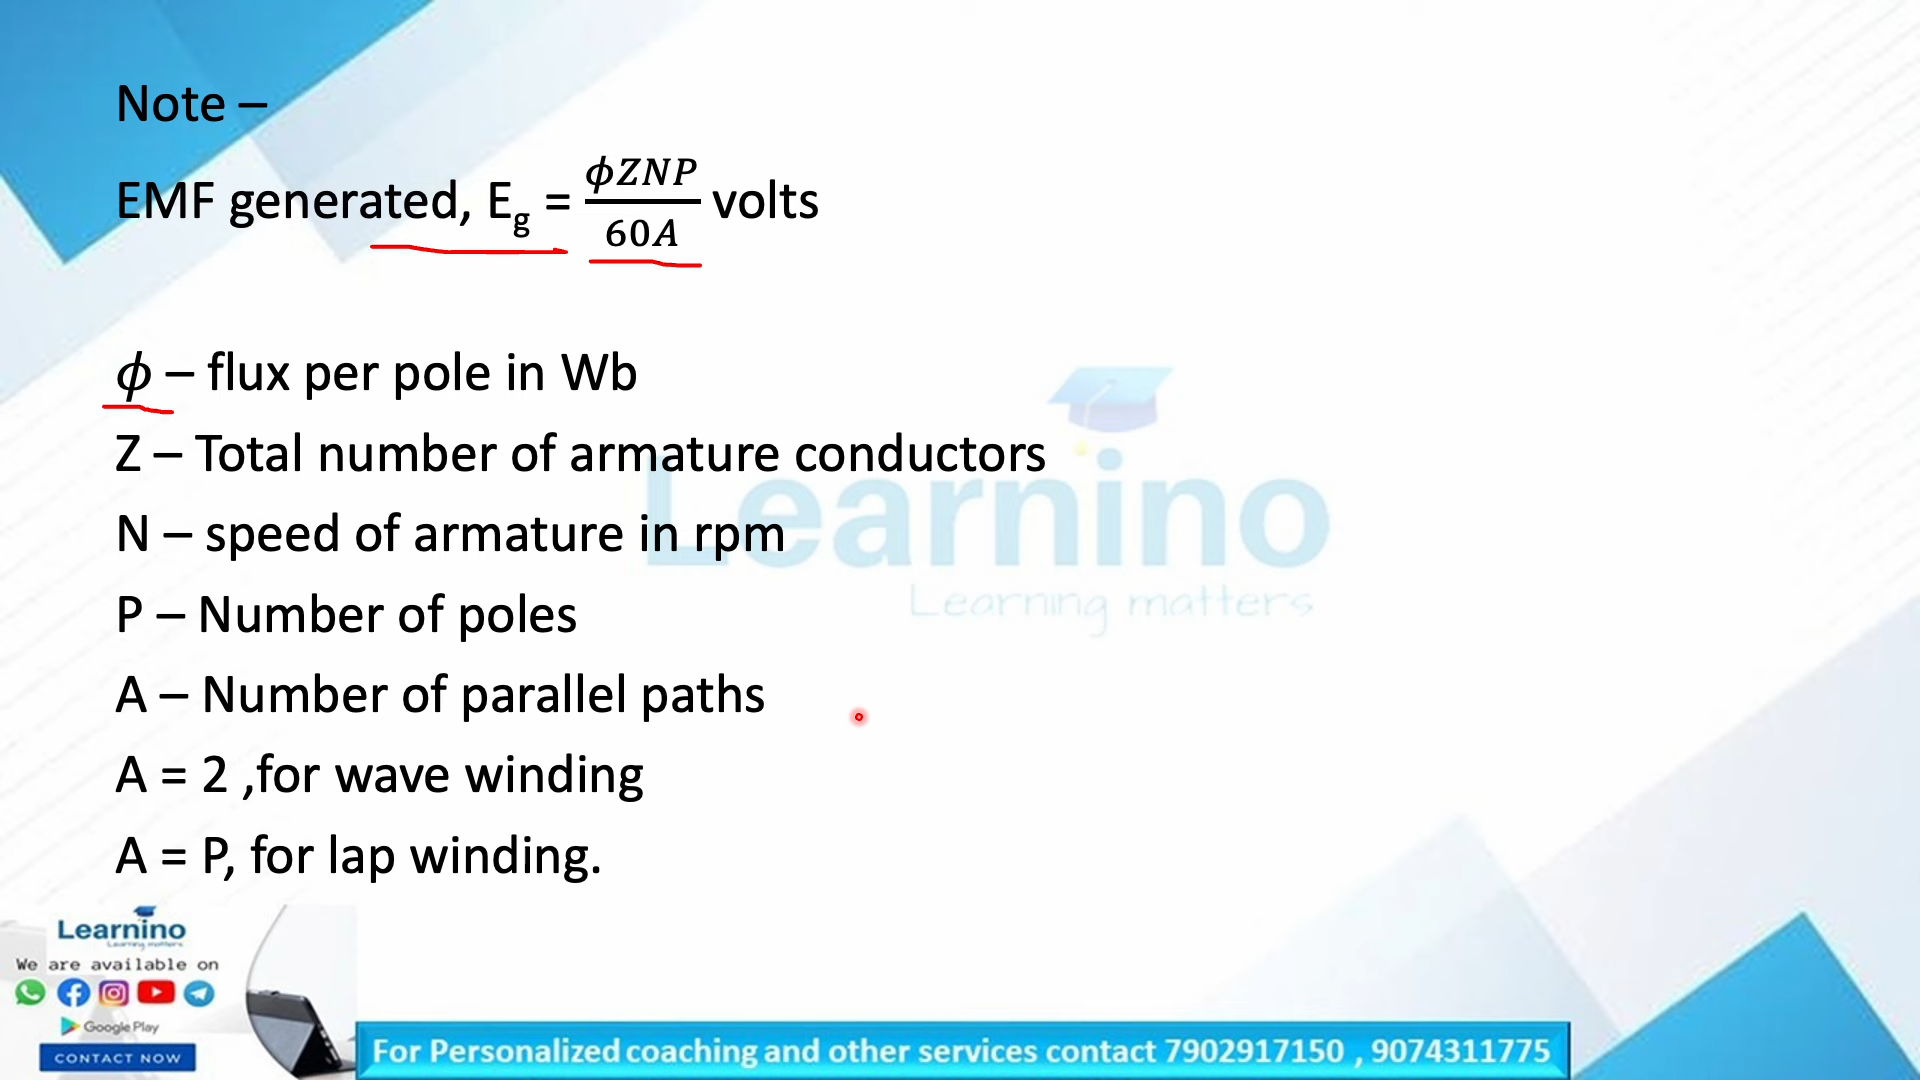 Note –
EMF generated, Eg = ϕZNP/60A volts
ϕ – flux per pole in Wb
Z – Total number of armature conductors
N – speed of armature in rpm
P – Number of poles
A – Number of parallel paths
A = 2 ,for wave winding
A = P, for lap winding.
Learnino
Learning matters
Learnino
Learning matters
We are available on
Google Play
CONTACT NOW
For Personalized coaching and other services contact 7902917150 , 9074311775